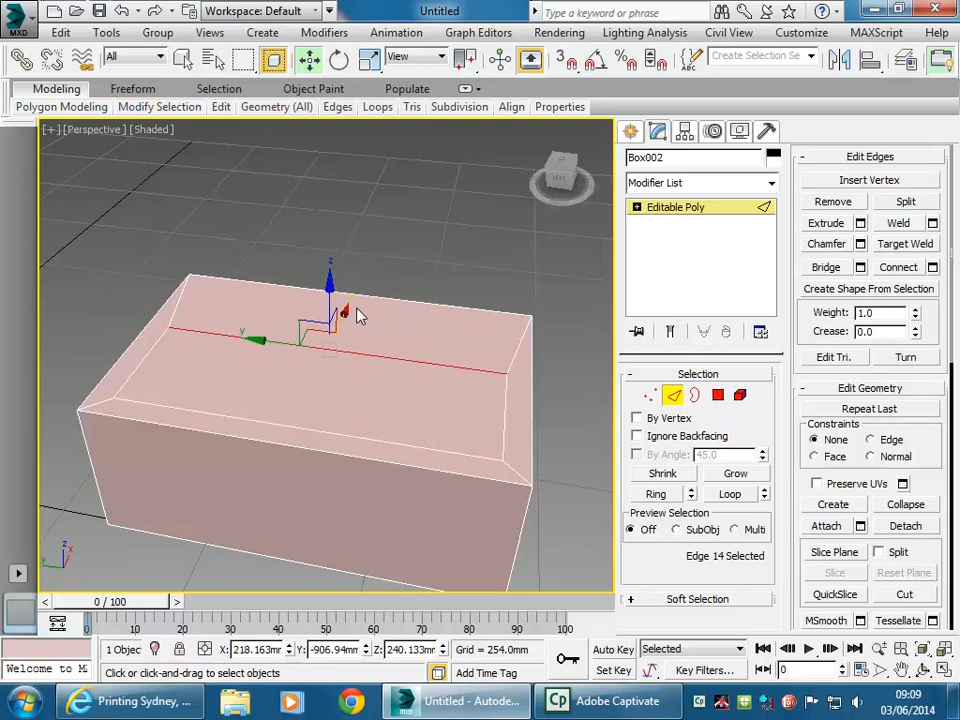 MXD
Workspace: Default
Untitled
Type a keyword or phrase
Edit Tools Group Views Create Modifiers Animation Graph Editors Rendering Lighting Analysis Civil View Customize MAXScript Help
All View 3 Create Selection Se
Modeling Freeform Selection Object Paint Populate
Polygon Modeling Modify Selection Edit Geometry (All) Edges Loops Tris Subdivision Align Properties
[+] [Perspective] [Shaded]
Box002
Modifier List
Editable Poly
z
y
Edit Edges
Insert Vertex
Remove Split
Extrude Weld
Chamfer Target Weld
Bridge Connect
Create Shape From Selection
Weight: 1.0
Crease: 0.0
Edit Tri. Turn
Selection
By Vertex
Ignore Backfacing
By Angle: 45.0
Shrink Grow
Ring Loop
Preview Selection
Off SubObj Multi
Edge 14 Selected
Soft Selection
Edit Geometry
Repeat Last
Constraints
None Edge
Face Normal
Preserve UVs
Create Collapse
Attach Detach
Slice Plane Split
Slice Reset Plane
QuickSlice Cut
MSmooth Tessellate
z
x
y
0 / 100
0 10 20 30 40 50 60 70 80 90 100
1 Object X: 218.163mm Y: -906.94mm Z: 240.133mm Grid = 254.0mm
Auto Key Selected
Welcome to M
Click or click-and-drag to select objects
Add Time Tag
Set Key Key Filters... 0
Printing Sydney, ...
Untitled - Autode...
Cp Adobe Captivate
Cp
09:09
03/06/2014